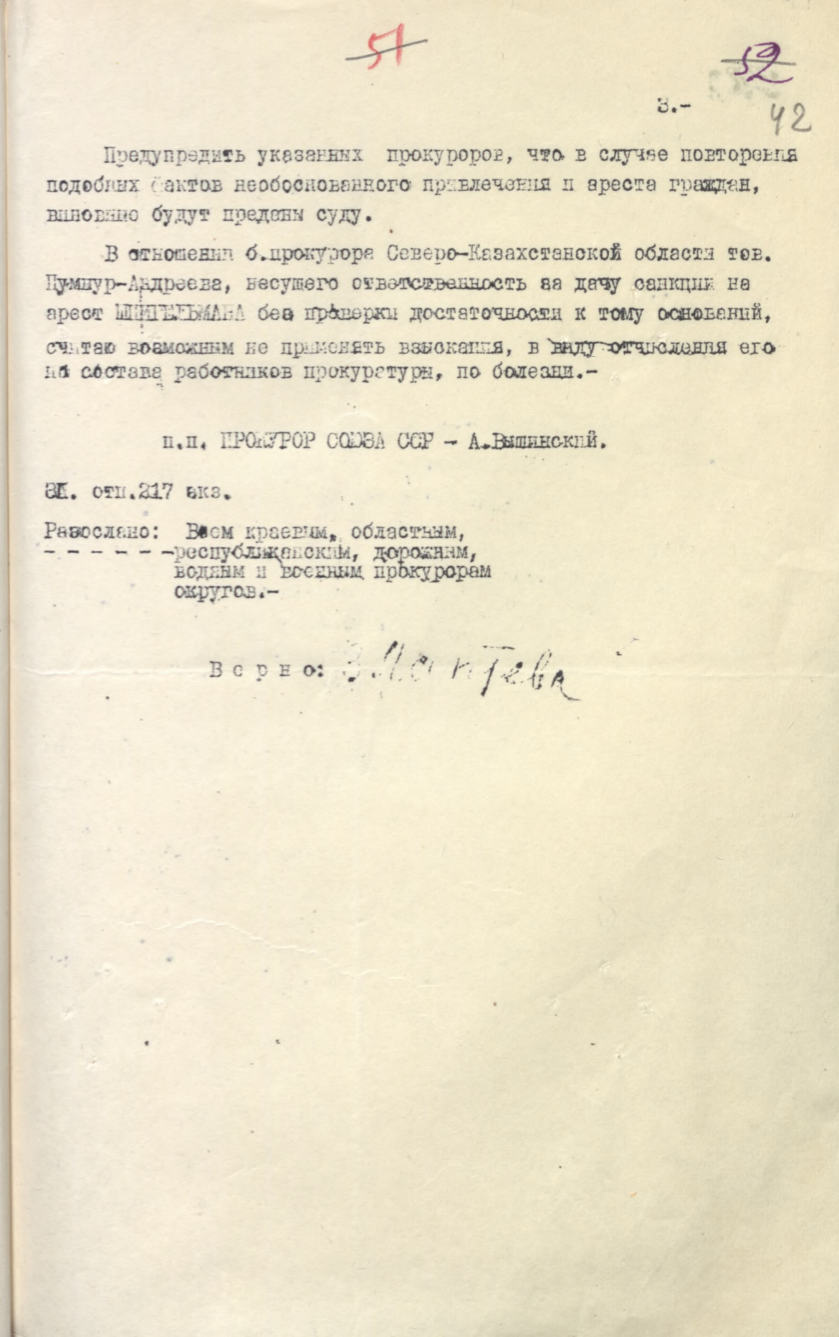 51
52
3.-
42
Предупредить указанных прокуроров, что в случае повторения
подобных фактов необоснованного привлечения и ареста граждан,
виновные будут преданы суду.
В отношении б.прокурора Северо-Казахстанской области тов.
несущего ответственность за дачу санкции на
арест без проверки достаточности к тому оснований,
считаю возможным не применять взыскания, в виду отчисления его
из состава работников прокуратуры, по болезни.-
п.п. ПРОКУРОР СОЮЗА ССР - А.Вышинский.
отп.217 экз.
Разослано: Всем краевым, областным,
- - - - - -республиканским, дорожным,
водным и военным прокурорам
округов.-
Верно: Лаптева